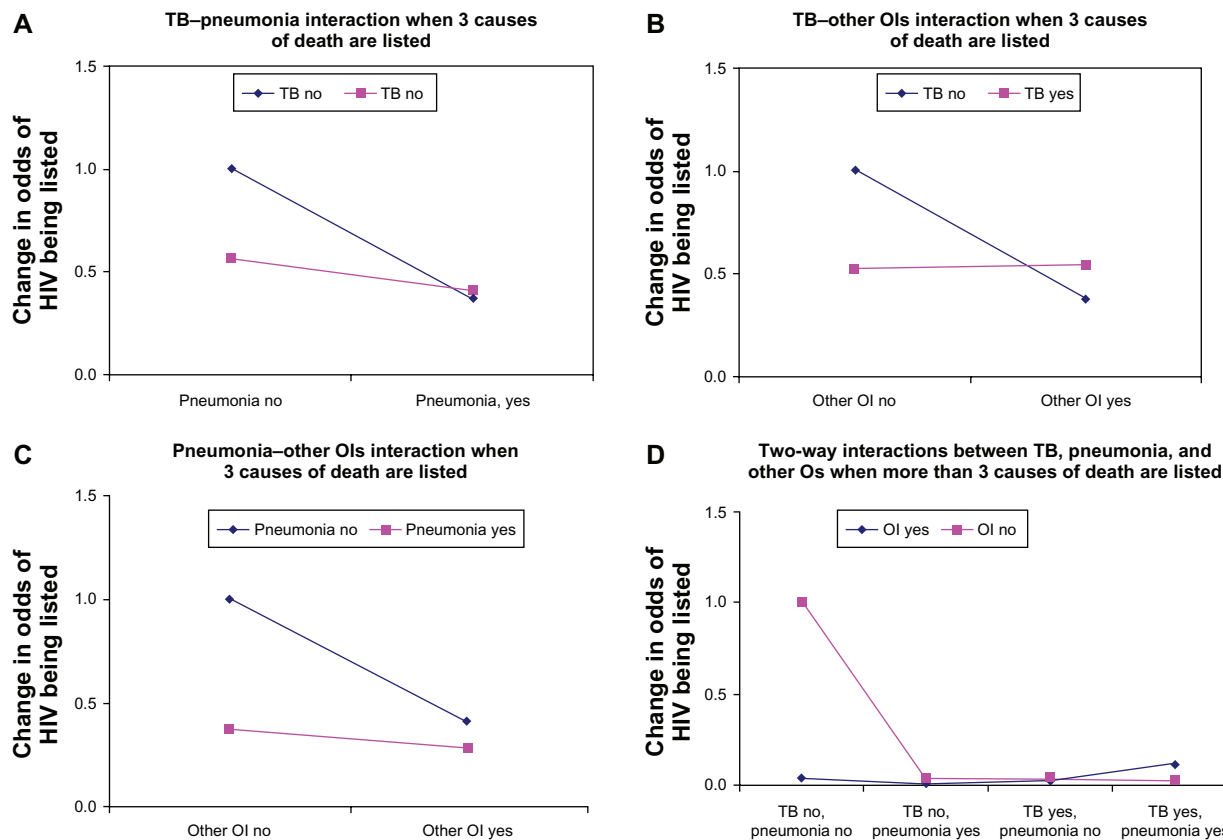 A
TB–pneumonia interaction when 3 causes
of death are listed
Change in odds of
HIV being listed
1.5
1.0
0.5
0.0
TB no
TB no
Pneumonia no
Pneumonia, yes
B
TB–other OIs interaction when 3 causes
of death are listed
Change in odds of
HIV being listed
1.5
1.0
0.5
0.0
TB no
TB yes
Other OI no
Other OI yes
C
Pneumonia–other OIs interaction when
3 causes of death are listed
Change in odds of
HIV being listed
1.5
1.0
0.5
0.0
Pneumonia no
Pneumonia yes
Other OI no
Other OI yes
D
Two-way interactions between TB, pneumonia, and
other Os when more than 3 causes of death are listed
Change in odds of
HIV being listed
1.5
1.0
0.5
0.0
OI yes
OI no
TB no,
pneumonia no
TB no,
pneumonia yes
TB yes,
pneumonia no
TB yes,
pneumonia yes